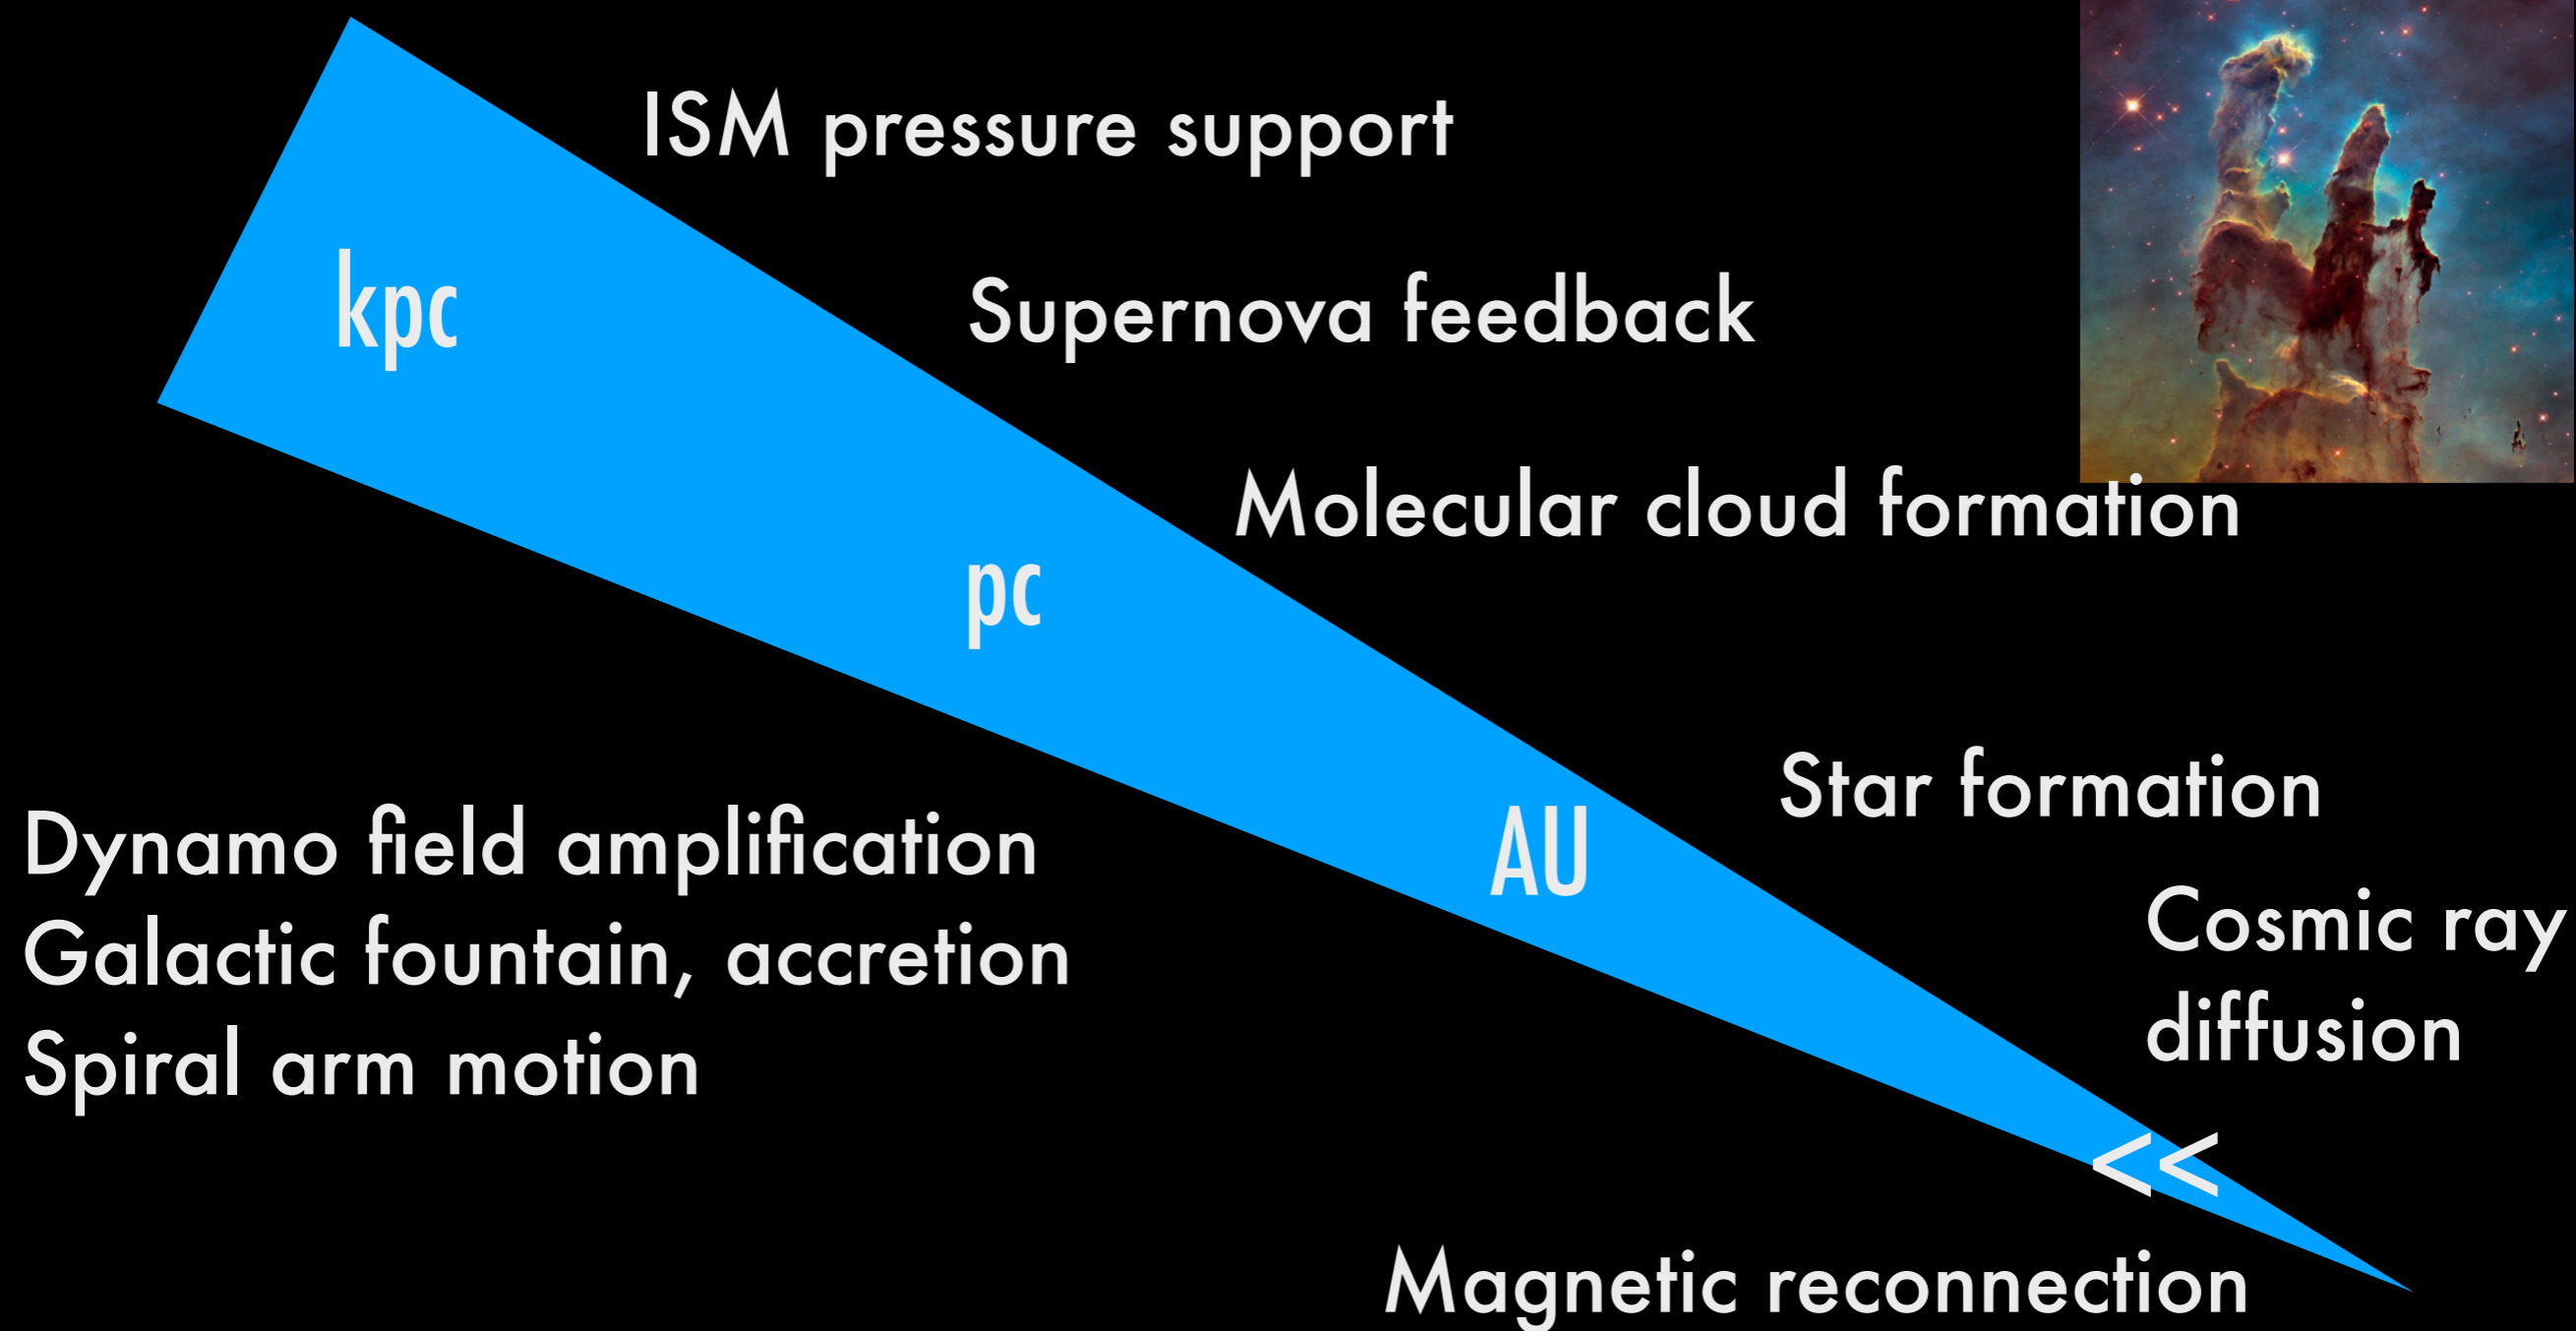 ISM pressure support
kpc
Supernova feedback
Molecular cloud formation
pc
Star formation
AU
Dynamo field amplification
Galactic fountain, accretion
Spiral arm motion
Cosmic ray
diffusion
<<
Magnetic reconnection